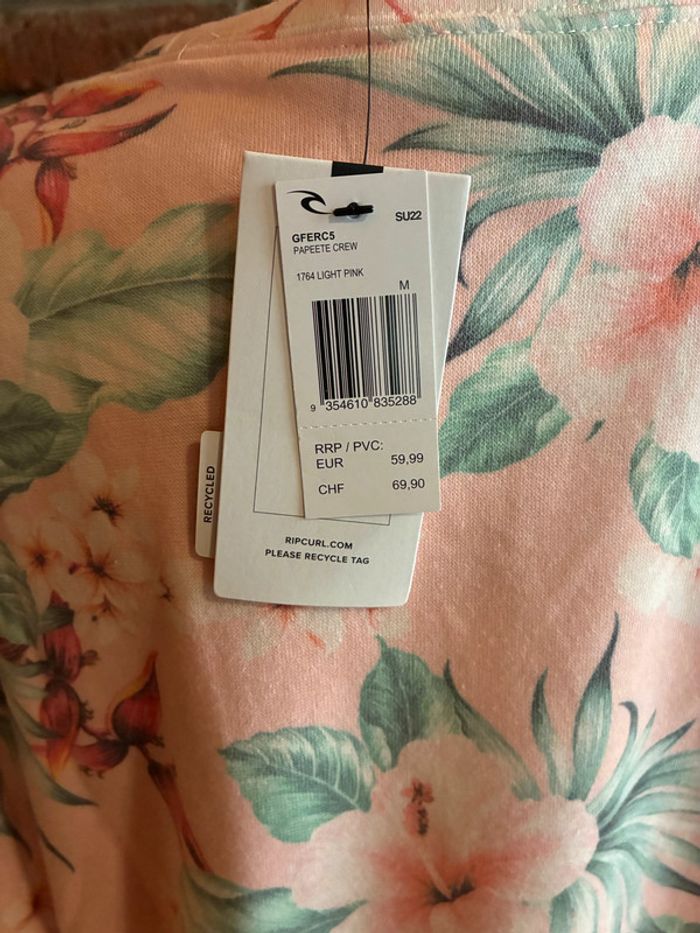 SU22
GFERC5
PAPEETE CREW
1764 LIGHT PINK
M
9 354610 835288
RRP / PVC:
EUR 59,99
CHF 69,90
RECYCLED
RIPCURL.COM
PLEASE RECYCLE TAG